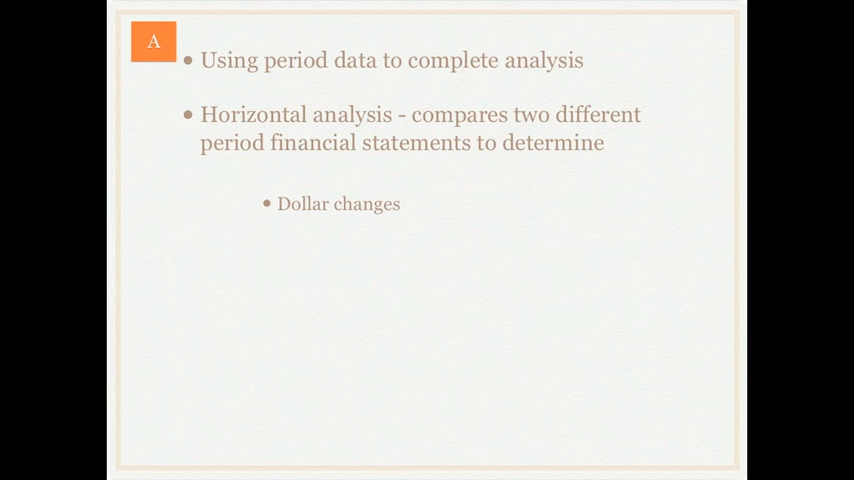 A
• Using period data to complete analysis
• Horizontal analysis - compares two different
period financial statements to determine
• Dollar changes